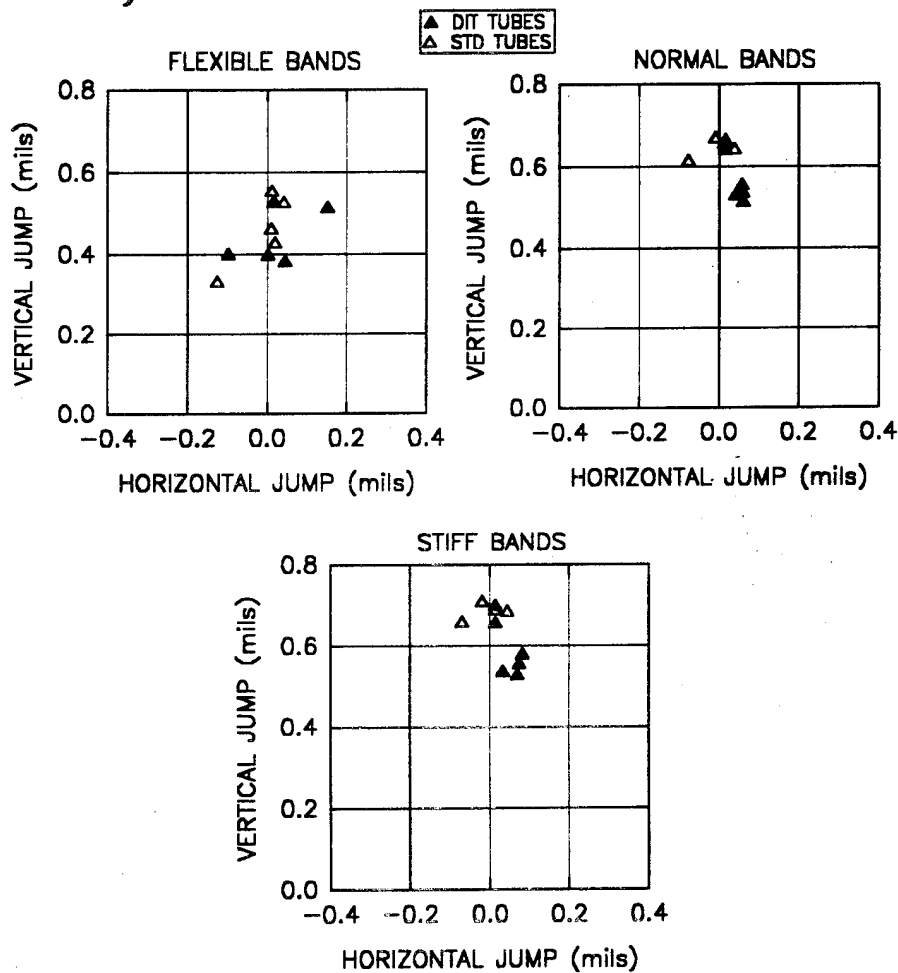 ▲ DIT TUBES
△ STD TUBES
FLEXIBLE BANDS
0.8
0.6
0.4
0.2
0.0
VERTICAL JUMP (mils)
−0.4 −0.2 0.0 0.2 0.4
HORIZONTAL JUMP (mils)
NORMAL BANDS
0.8
0.6
0.4
0.2
0.0
VERTICAL JUMP (mils)
−0.4 −0.2 0.0 0.2 0.4
HORIZONTAL JUMP (mils)
STIFF BANDS
0.8
0.6
0.4
0.2
0.0
VERTICAL JUMP (mils)
−0.4 −0.2 0.0 0.2 0.4
HORIZONTAL JUMP (mils)